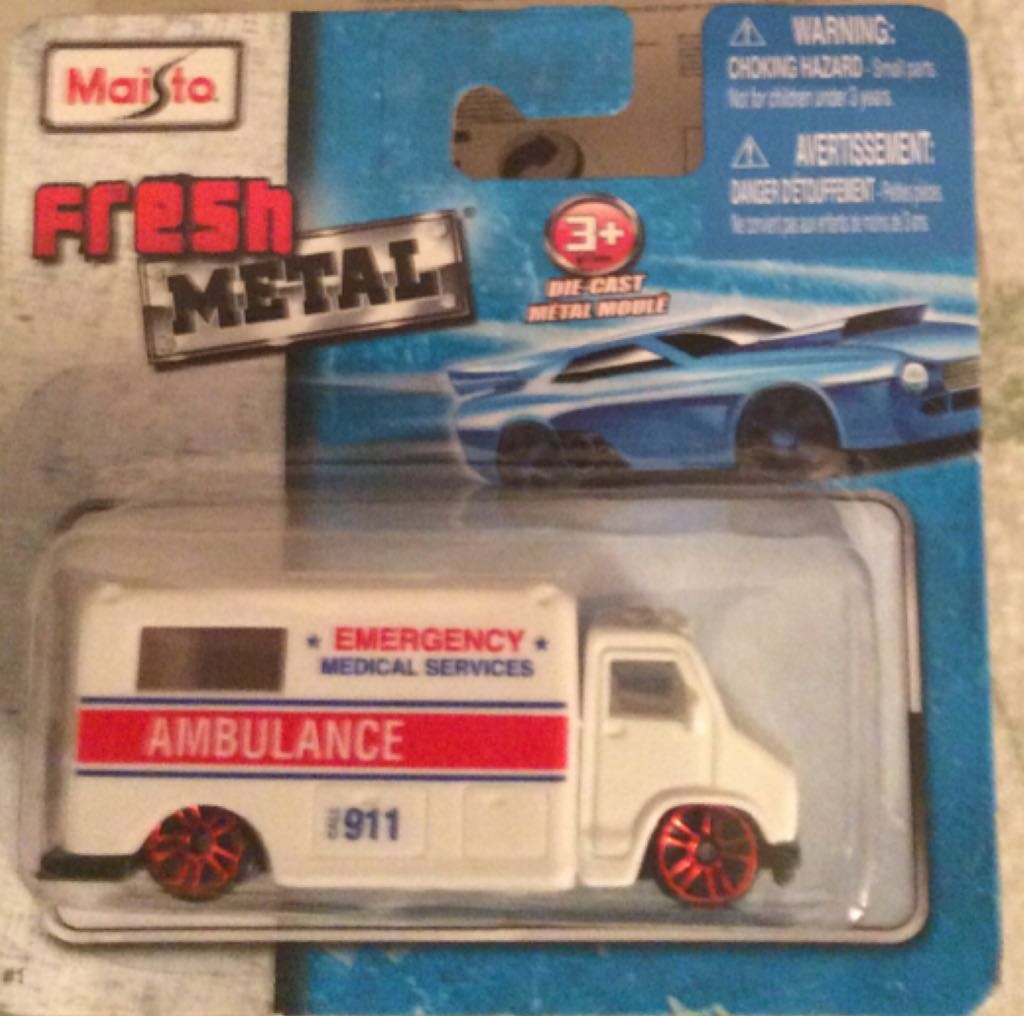 Maisto
Fresh
METAL
3+
DIE-CAST
MÉTAL MOULÉ
WARNING:
CHOKING HAZARD - Small parts.
Not for children under 3 years.
AVERTISSEMENT:
DANGER D'ÉTOUFFEMENT - Petites pièces.
Ne convient pas aux enfants de moins de 3 ans.
★ EMERGENCY ★
MEDICAL SERVICES
AMBULANCE
CALL 911
#1